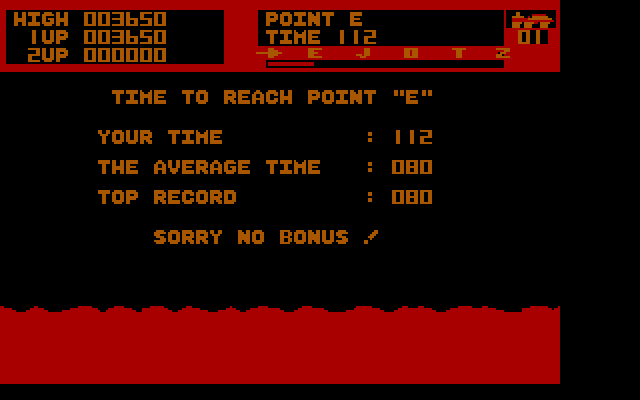 HIGH 003650
1UP 003650
2UP 000000
POINT E
TIME 112
E J O T Z
01
TIME TO REACH POINT "E"
YOUR TIME : 112
THE AVERAGE TIME : 080
TOP RECORD : 080
SORRY NO BONUS !